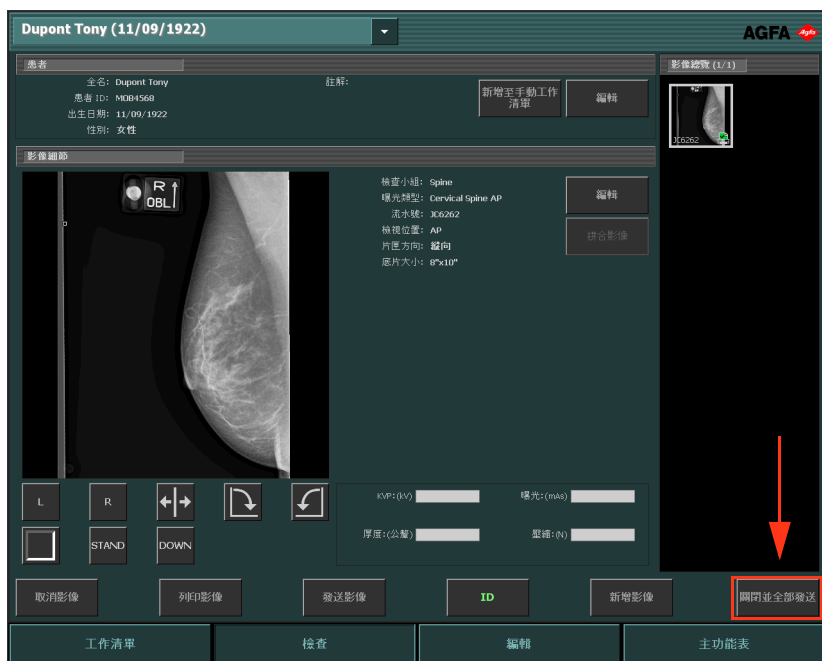 Dupont Tony (11/09/1922)
AGFA Agfa
患者
全名: Dupont Tony
患者 ID: MOB4568
出生日期: 11/09/1922
性別: 女性
註解:
新增至手動工作
清單
編輯
影像總覽 (1/1)
JC6262
影像細節
R
OBL
檢查小組: Spine
曝光類型: Cervical Spine AP
流水號: JC6262
檢視位置: AP
片匣方向: 縱向
底片大小: 8"x10"
編輯
拼合影像
L
R
STAND
DOWN
KVP:(kV)
曝光:(mAs)
厚度:(公釐)
壓縮:(N)
取消影像
列印影像
發送影像
ID
新增影像
關閉並全部發送
工作清單
檢查
編輯
主功能表